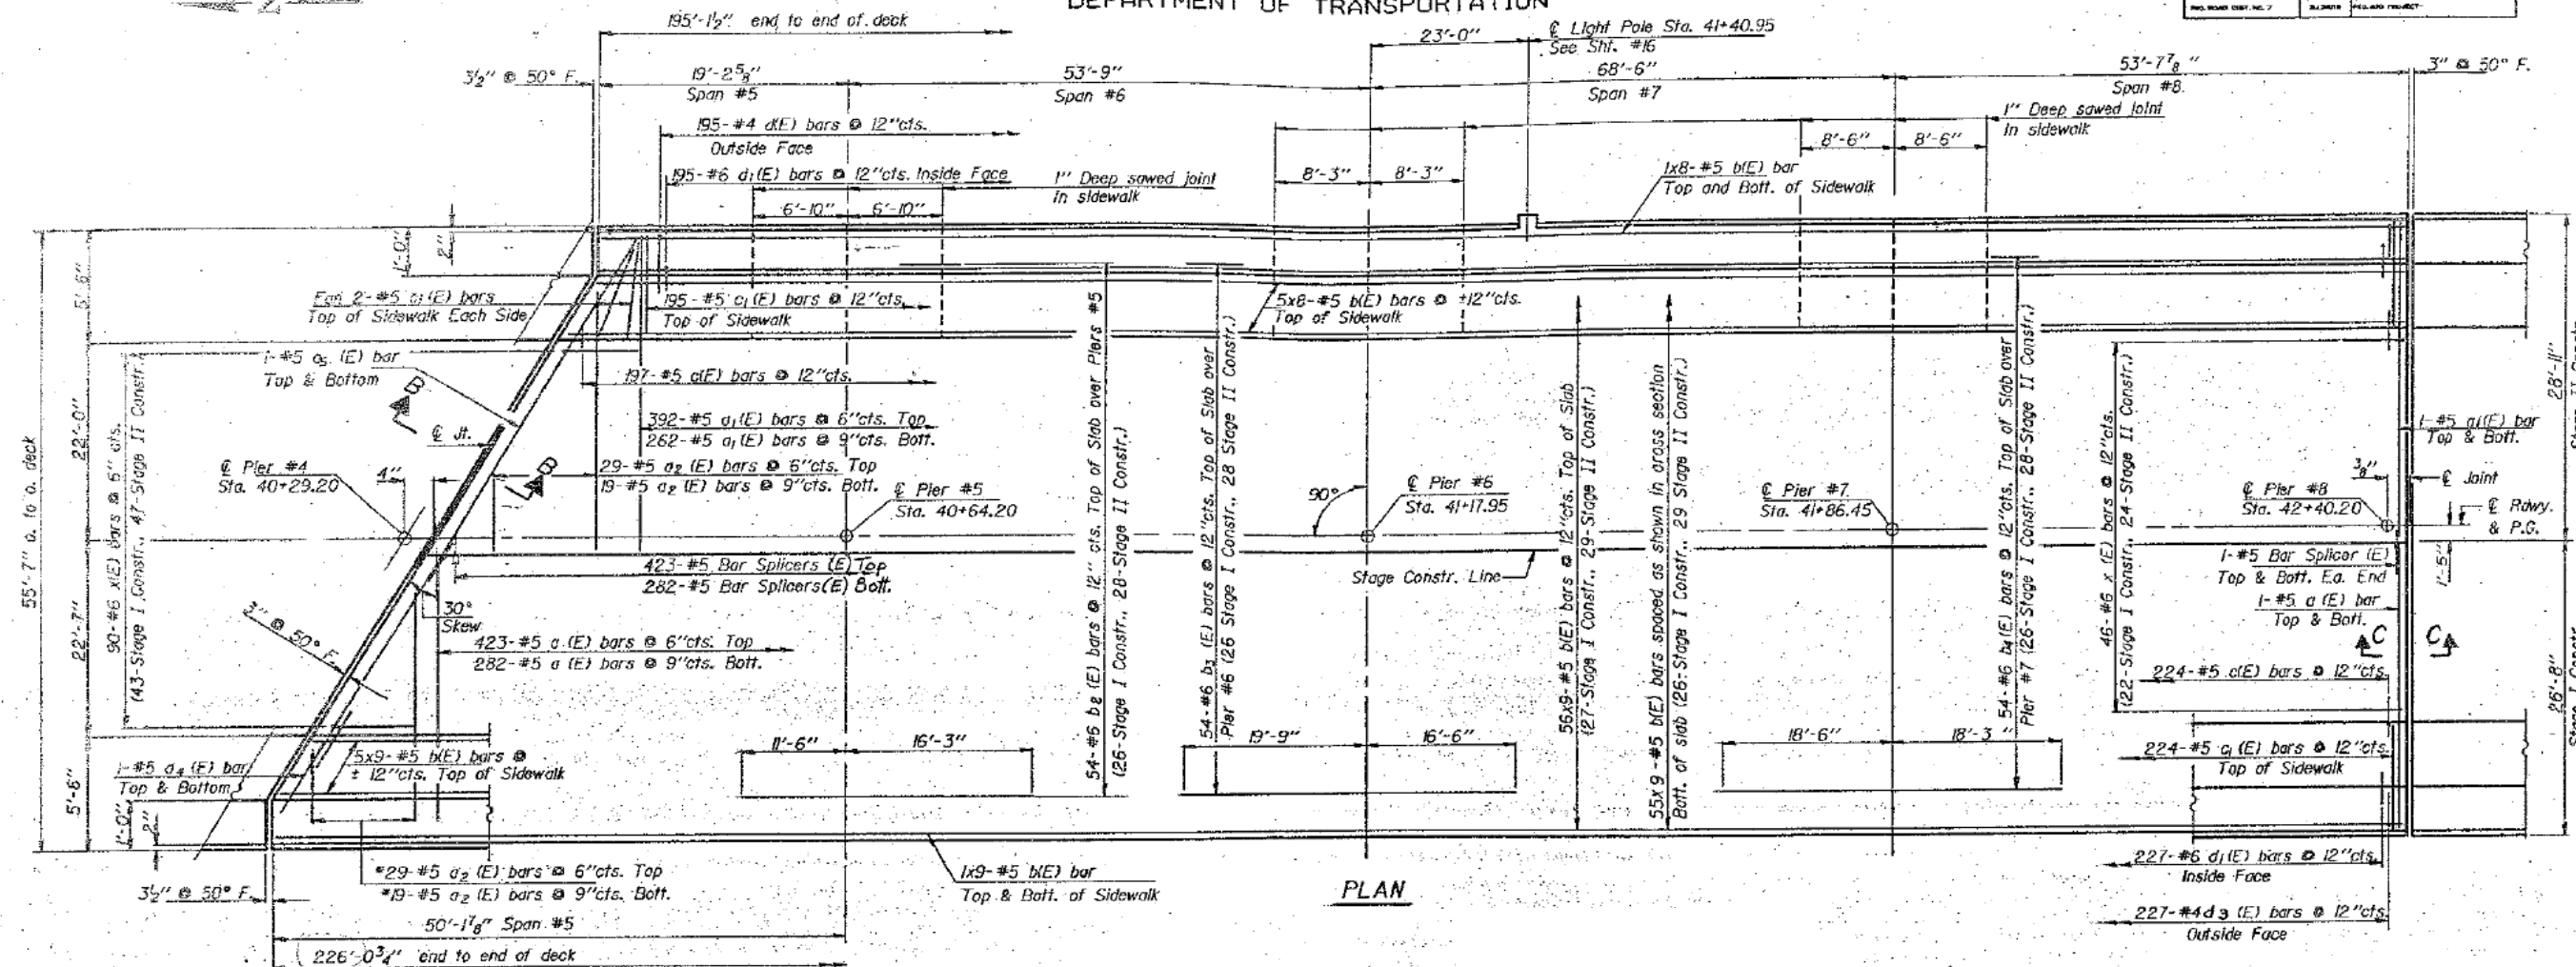 DEPARTMENT OF TRANSPORTATION
195'-1½" end to end of deck
23'-0"
℄ Light Pole Sta. 41+40.95
See Sht. #16
3½" @ 50° F.
19'-2⅝"
Span #5
53'-9"
Span #6
68'-6"
Span #7
53'-7⅞"
Span #8
3" @ 50° F.
1" Deep sawed joint
In sidewalk
195-#4 d(E) bars @ 12"cts.
Outside Face
8'-6"
8'-6"
195-#6 d₁(E) bars @ 12"cts. Inside Face
1" Deep sawed joint
in sidewalk
8'-3"
8'-3"
1x8-#5 b(E) bar
Top and Bott. of Sidewalk
6'-10"
6'-10"
1'-0"
2"
5'-6"
Fan 2-#5 c₁(E) bars
Top of Sidewalk Each Side
195-#5 c₁(E) bars @ 12"cts.
Top of Sidewalk
5x8-#5 b(E) bars @ ±12"cts.
Top of Sidewalk
1-#5 a₅ (E) bar
Top & Bottom
B
197-#5 c(E) bars @ 12"cts.
392-#5 a₁(E) bars @ 6"cts. Top
262-#5 a₁(E) bars @ 9"cts. Bott.
℄ Jt.
29-#5 a₂ (E) bars @ 6"cts. Top
19-#5 a₂ (E) bars @ 9"cts. Bott.
B
℄ Pier #4
Sta. 40+29.20
4"
℄ Pier #5
Sta. 40+64.20
90°
℄ Pier #6
Sta. 41+17.95
℄ Pier #7
Sta. 41+86.45
℄ Pier #8
Sta. 42+40.20
⅜"
1-#5 a₁(E) bar
Top & Bott.
℄ Joint
℄ Rdwy.
& P.G.
55'-7" o. to o. deck
22'-0"
22'-7"
90-#6 x(E) bars @ 6" cts.
(43-Stage I Constr., 47-Stage II Constr.)
423-#5 Bar Splicers (E) Top
282-#5 Bar Splicers(E) Bott.
Stage Constr. Line
30°
Skew
3" @ 50° F.
423-#5 a (E) bars @ 6"cts. Top
282-#5 a (E) bars @ 9"cts. Bott.
54-#6 b₂ (E) bars @ 12" cts. Top of Slab over Piers #5
(26-Stage I Constr., 28-Stage II Constr.)
54-#6 b₃ (E) bars @ 12"cts. Top of Slab over
Pier #6 (26 Stage I Constr., 28 Stage II Constr.)
56x9-#5 b(E) bars @ 12"cts. Top of Slab
(27-Stage I Constr., 29-Stage II Constr.)
55x9-#5 b(E) bars spaced as shown in cross section
Bott. of slab (26-Stage I Constr., 29 Stage II Constr.)
54-#6 b₄(E) bars @ 12"cts. Top of Slab over
Pier #7 (26-Stage I Constr., 28-Stage II Constr.)
46-#6 x (E) bars @ 12"cts.
(22-Stage I Constr., 24-Stage II Constr.)
1-#5 Bar Splicer (E)
Top & Bott. Ea. End
1-#5 a (E) bar
Top & Bott.
1'-5"
28'-11"
Stage II Constr.
26'-8"
Stage I Constr.
C
C
224-#5 c(E) bars @ 12"cts.
224-#5 c₁ (E) bars @ 12"cts.
Top of Sidewalk
11'-6"
16'-3"
19'-9"
16'-6"
18'-6"
18'-3"
5x9-#5 b(E) bars @
± 12"cts. Top of Sidewalk
1-#5 a₄ (E) bar
Top & Bottom
5'-6"
1'-0"
2"
*29-#5 a₂ (E) bars @ 6"cts. Top
*19-#5 a₂ (E) bars @ 9"cts. Bott.
3½" @ 50° F.
1x9-#5 b(E) bar
Top & Bott. of Sidewalk
PLAN
227-#6 d₁(E) bars @ 12"cts.
Inside Face
227-#4 d₃ (E) bars @ 12"cts.
Outside Face
50'-1⅞" Span #5
226'-0¾" end to end of deck